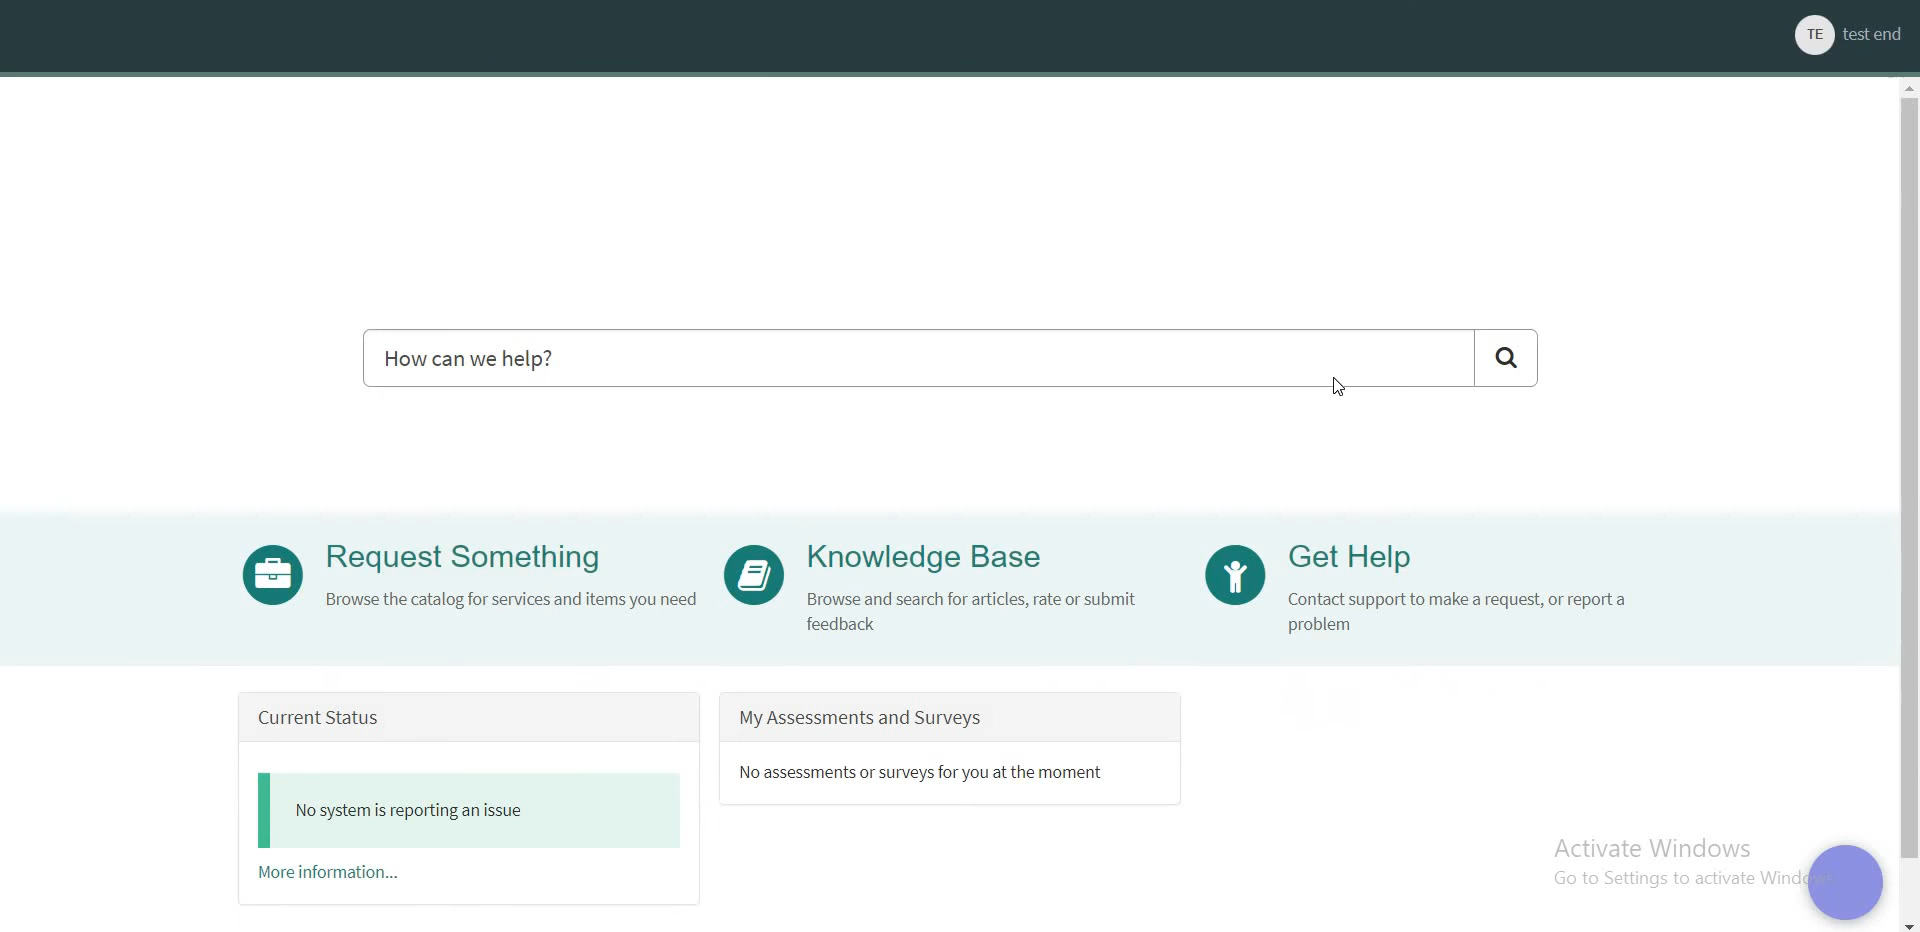 TE test end
How can we help?
Request Something
Browse the catalog for services and items you need
Knowledge Base
Browse and search for articles, rate or submit
feedback
Get Help
Contact support to make a request, or report a
problem
Current Status
No system is reporting an issue
More information...
My Assessments and Surveys
No assessments or surveys for you at the moment
Activate Windows
Go to Settings to activate Windows.